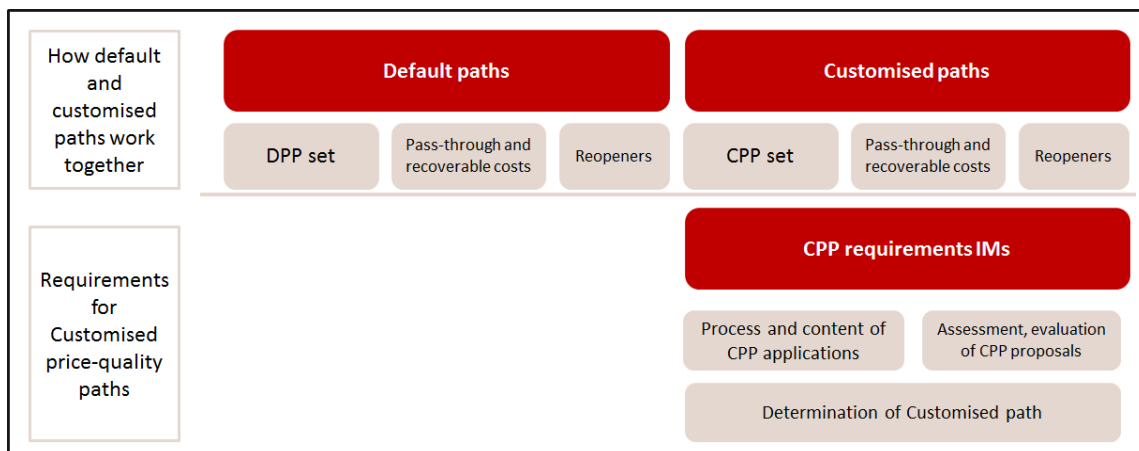 How default
and
customised
paths work
together
Default paths
Customised paths
DPP set
Pass-through and
recoverable costs
Reopeners
CPP set
Pass-through and
recoverable costs
Reopeners
Requirements
for
Customised
price-quality
paths
CPP requirements IMs
Process and content of
CPP applications
Assessment, evaluation
of CPP proposals
Determination of Customised path